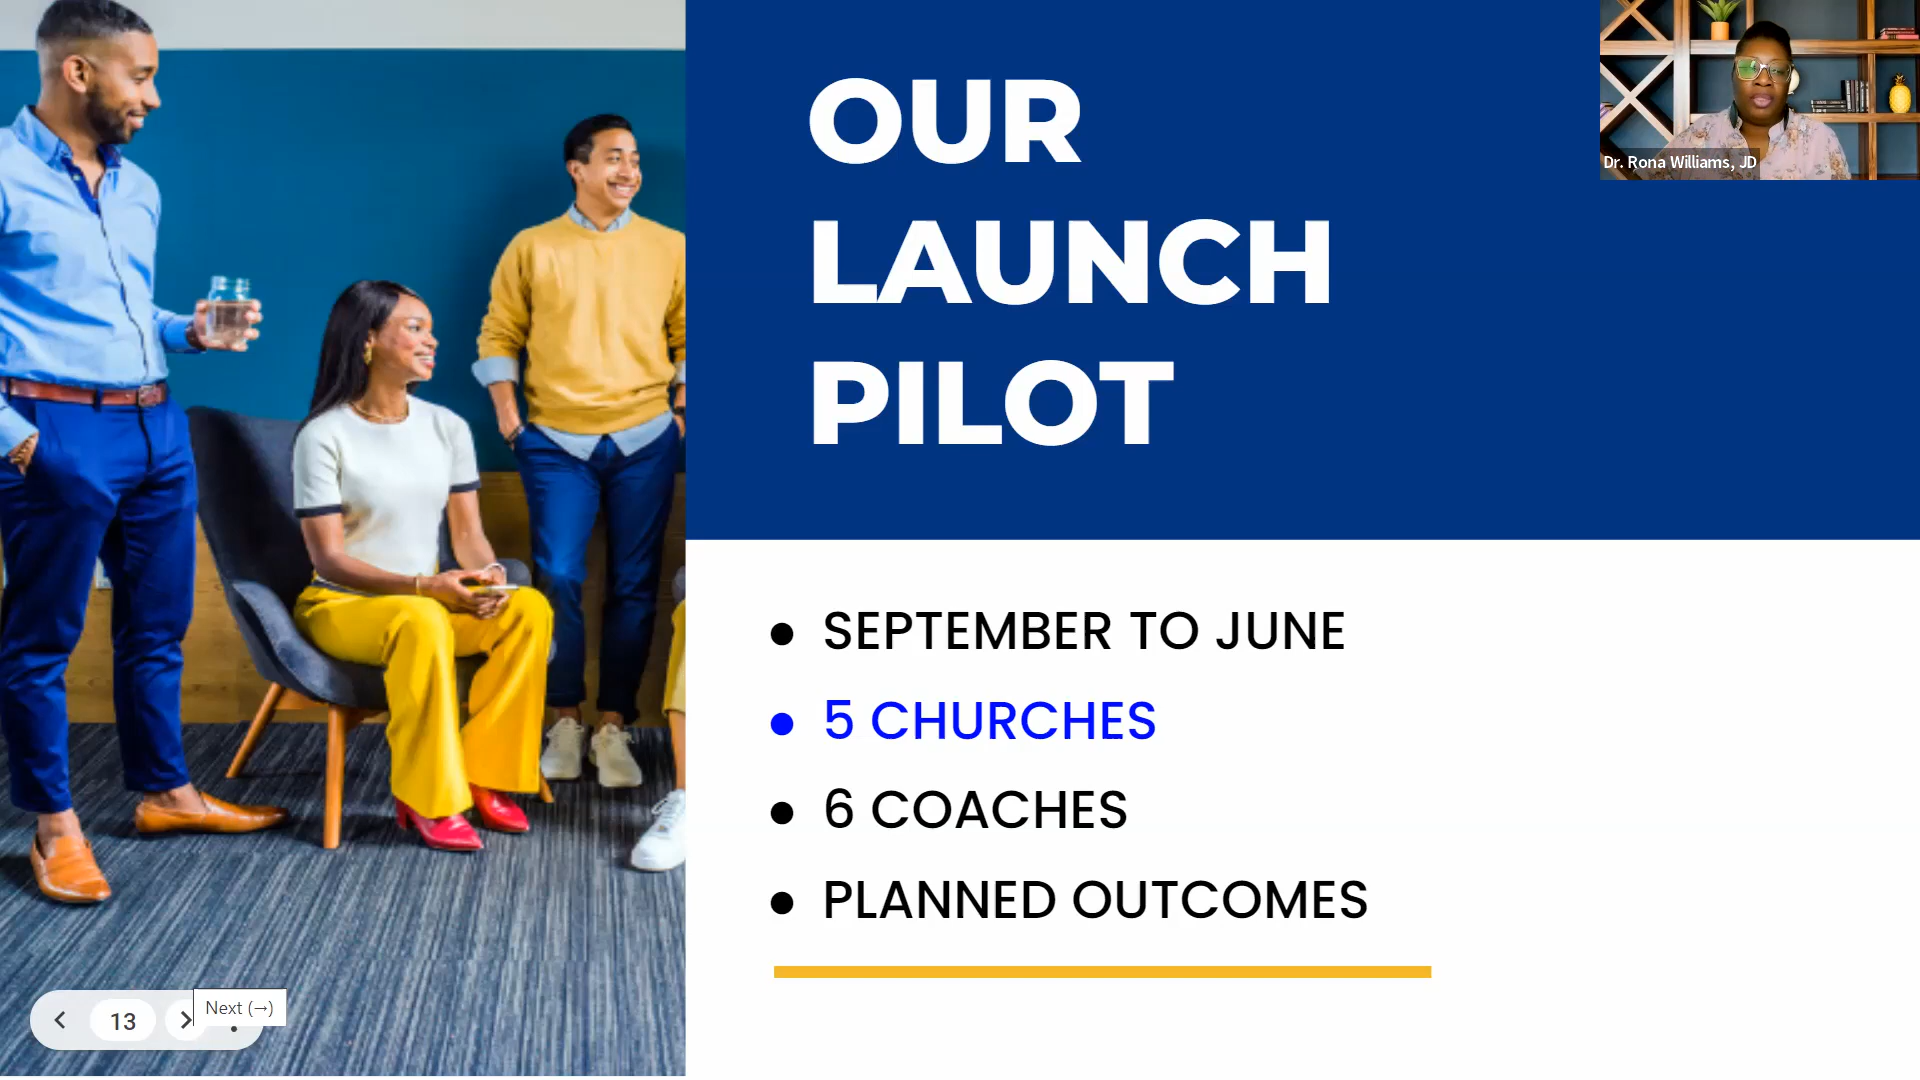 OUR
LAUNCH
PILOT
Dr. Rona Williams, JD
● SEPTEMBER TO JUNE
● 5 CHURCHES
● 6 COACHES
● PLANNED OUTCOMES
13
Next (→)